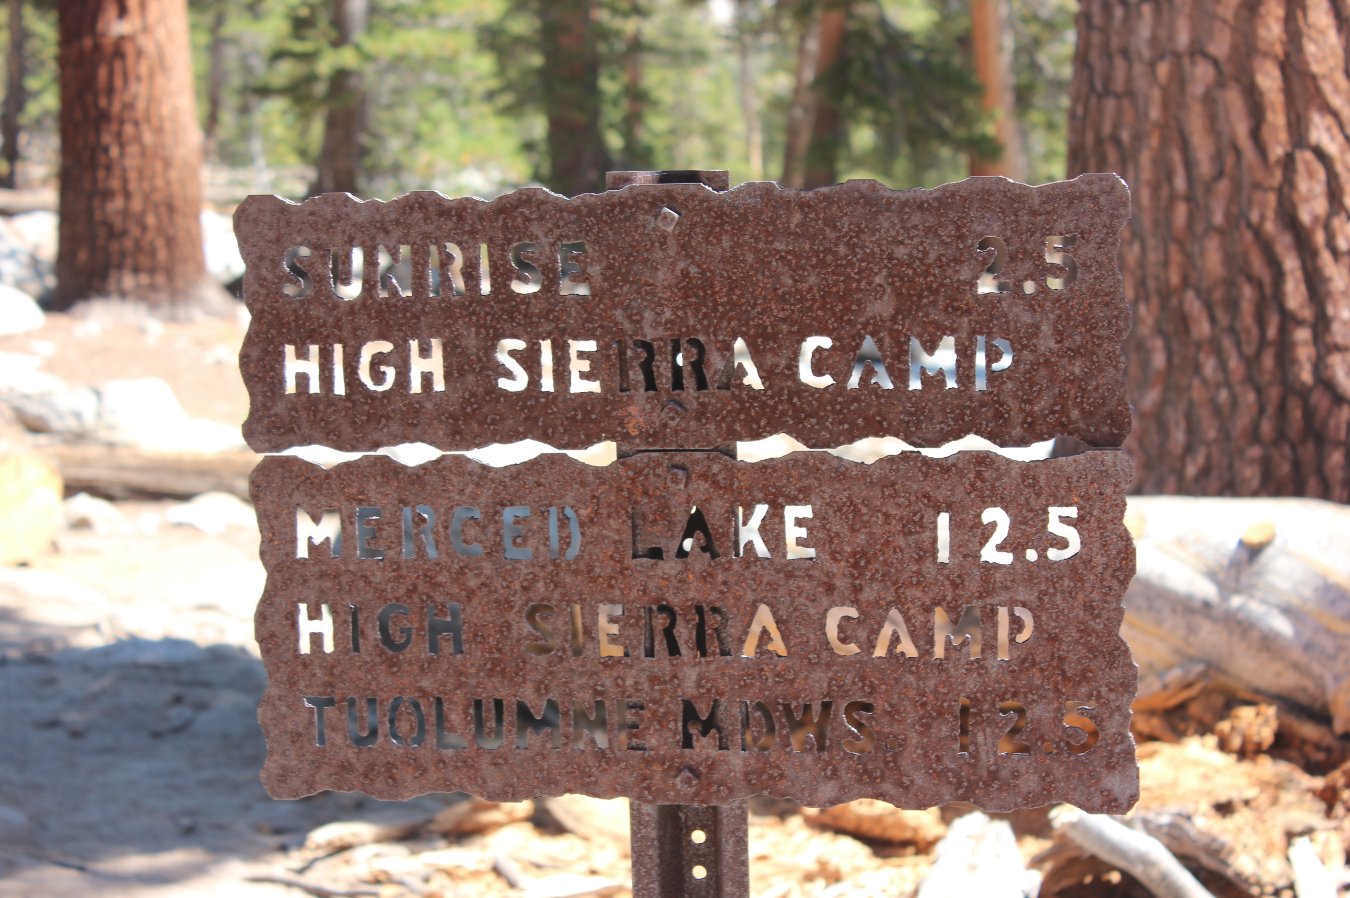 SUNRISE 2.5
HIGH SIERRA CAMP
MERCED LAKE 12.5
HIGH SIERRA CAMP
TUOLUMNE MDWS. 12.5